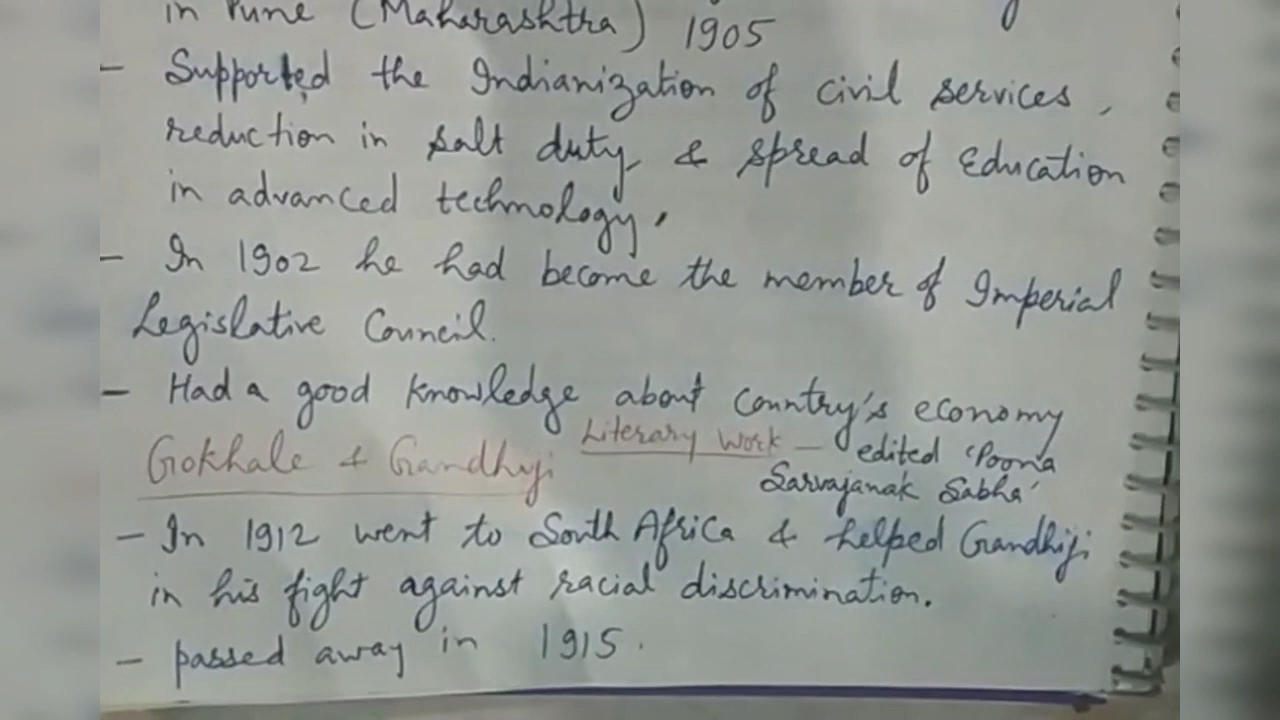 in Pune (Maharashtra) 1905
- Supported the Indianization of civil services,
reduction in salt duty & spread of Education
in advanced technology.
- In 1902 he had become the member of Imperial
Legislative Council.
- Had a good knowledge about country's economy
Gokhale & Gandhiji
Literary Work - edited 'Poona
Sarvajanak Sabha'
- In 1912 went to South Africa & helped Gandhiji
in his fight against racial discrimination.
- passed away in 1915.